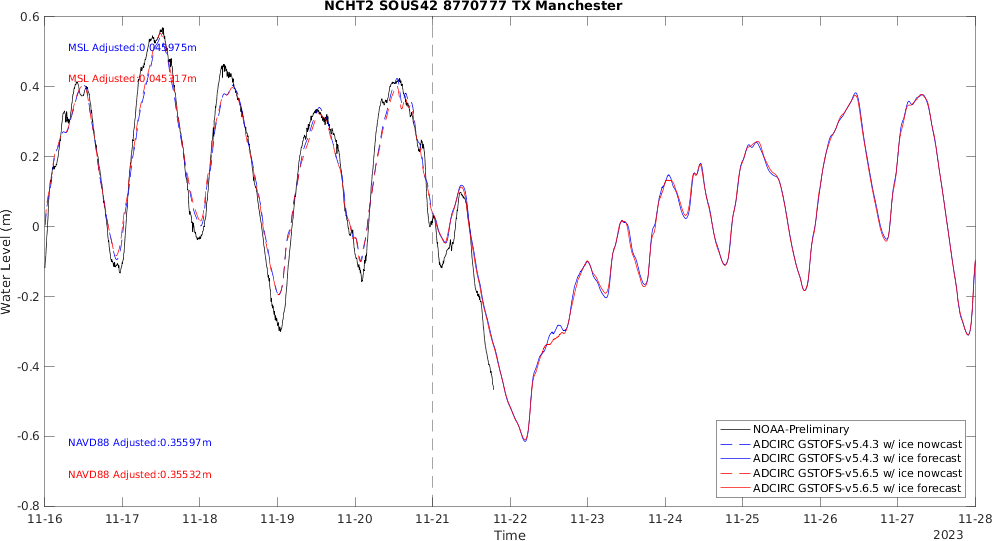 NCHT2 SOUS42 8770777 TX Manchester
0.6
MSL Adjusted:0.045975m
MSL Adjusted:0.045317m
0.4
0.2
0
-0.2
-0.4
-0.6
-0.8
Water Level (m)
NAVD88 Adjusted:0.35597m
NAVD88 Adjusted:0.35532m
NOAA-Preliminary
ADCIRC GSTOFS-v5.4.3 w/ ice nowcast
ADCIRC GSTOFS-v5.4.3 w/ ice forecast
ADCIRC GSTOFS-v5.6.5 w/ ice nowcast
ADCIRC GSTOFS-v5.6.5 w/ ice forecast
11-16 11-17 11-18 11-19 11-20 11-21 11-22 11-23 11-24 11-25 11-26 11-27 11-28
Time
2023